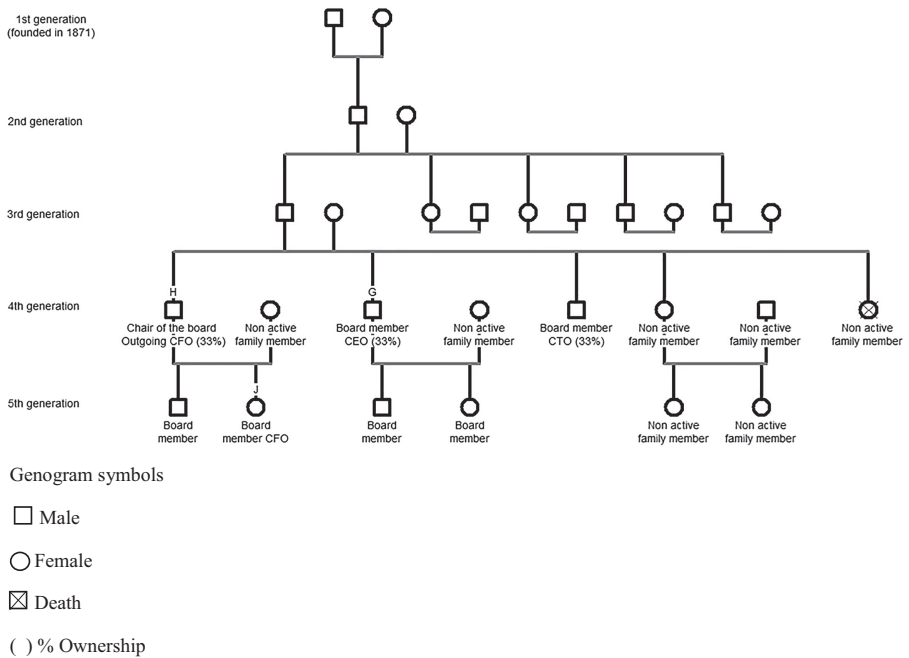 1st generation
(founded in 1871)
2nd generation
3rd generation
H
G
4th generation
Chair of the board
Outgoing CFO (33%)
Non active
family member
Board member
CEO (33%)
Non active
family member
Board member
CTO (33%)
Non active
family member
Non active
family member
Non active
family member
J
5th generation
Board
member
Board
member CFO
Board
member
Board
member
Non active
family member
Non active
family member
Genogram symbols
Male
Female
Death
( ) % Ownership